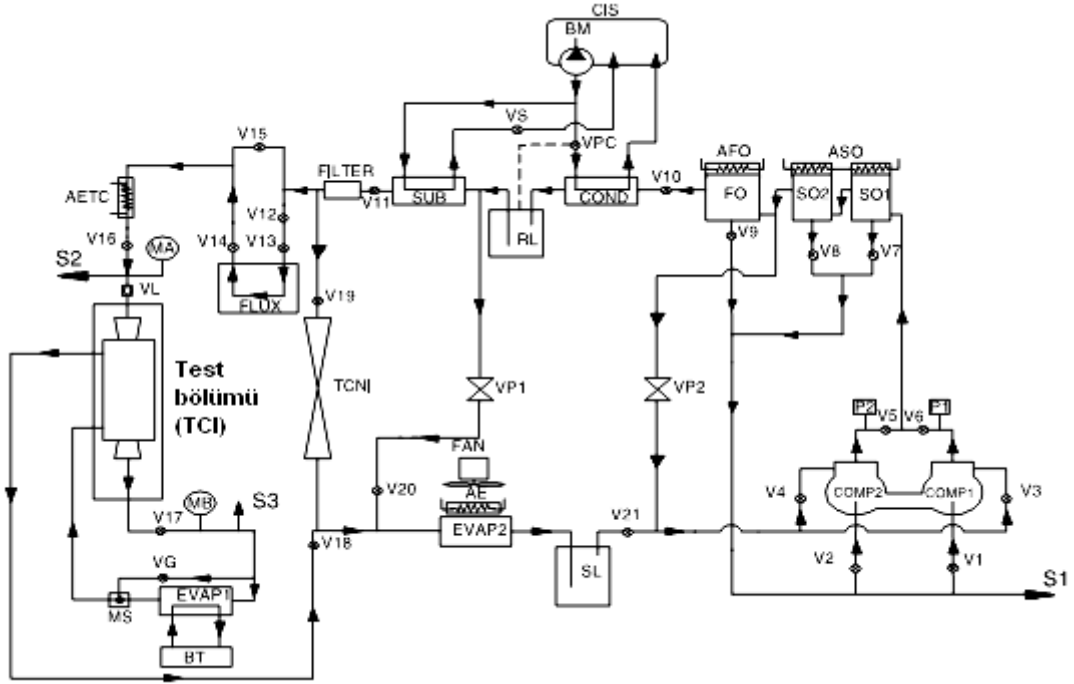 CIS
BM
VS
VPC
V15
FILTER
V11
SUB
RL
COND
V10
AFO
FO
V9
ASO
SO2
SO1
V8
V7
AETC
V12
V14
V13
V16
MA
S2
VL
FLUX
V19
Test
bölümü
(TCI)
TCNI
VP1
VP2
FAN
AE
V20
EVAP2
V21
SL
P2
V5
V6
P1
V4
COMP2
COMP1
V3
V2
V1
S1
MB
S3
V17
V18
VG
EVAP1
MS
BT